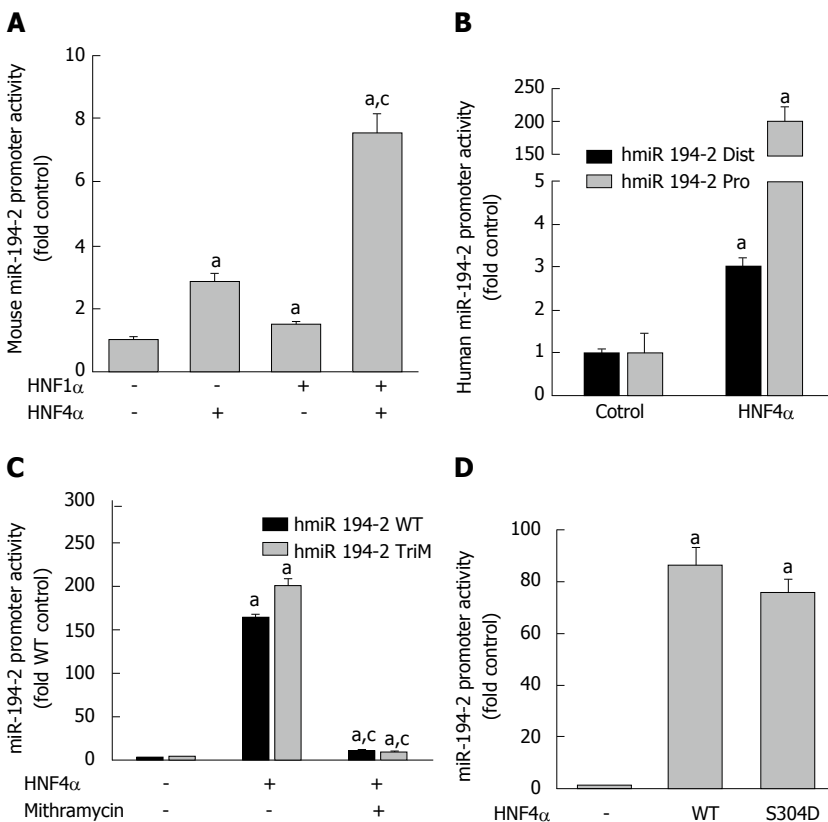 A
Mouse miR-194-2 promoter activity
(fold control)
10
8
6
4
2
0
a
a
a,c
HNF1α - - + +
HNF4α - + - +
B
Human miR-194-2 promoter activity
(fold control)
250
200
150
100
5
4
3
2
1
0
hmiR 194-2 Dist
hmiR 194-2 Pro
a
a
Cotrol HNF4α
C
miR-194-2 promoter activity
(fold WT control)
300
250
200
150
100
50
0
hmiR 194-2 WT
hmiR 194-2 TriM
a
a
a,c a,c
HNF4α - + +
Mithramycin - - +
D
miR-194-2 promoter activity
(fold control)
100
80
60
40
20
0
a
a
HNF4α - WT S304D